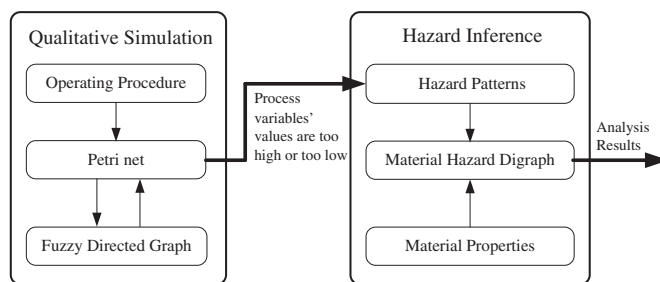 Qualitative Simulation
Operating Procedure
Petri net
Fuzzy Directed Graph
Process
variables'
values are too
high or too low
Hazard Inference
Hazard Patterns
Material Hazard Digraph
Material Properties
Analysis
Results